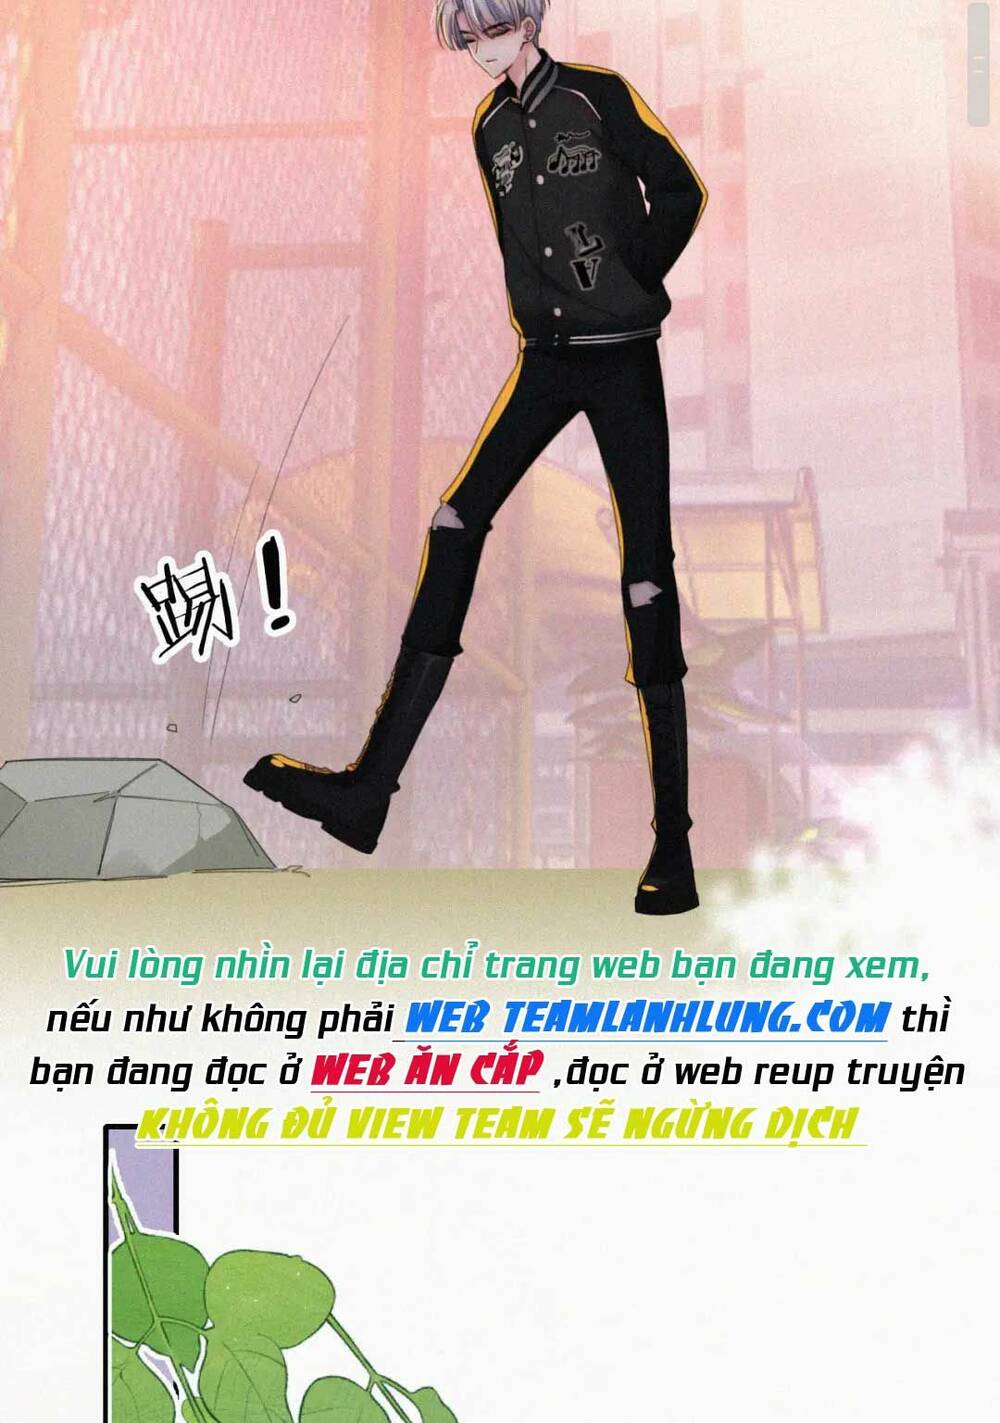 L
V
踢！
Vui lòng nhìn lại địa chỉ trang web bạn đang xem,
nếu như không phải WEB TEAMLANHLUNG.COM thì
bạn đang đọc ở WEB ĂN CẮP ,đọc ở web reup truyện
KHÔNG ĐỦ VIEW TEAM SẼ NGỪNG DỊCH